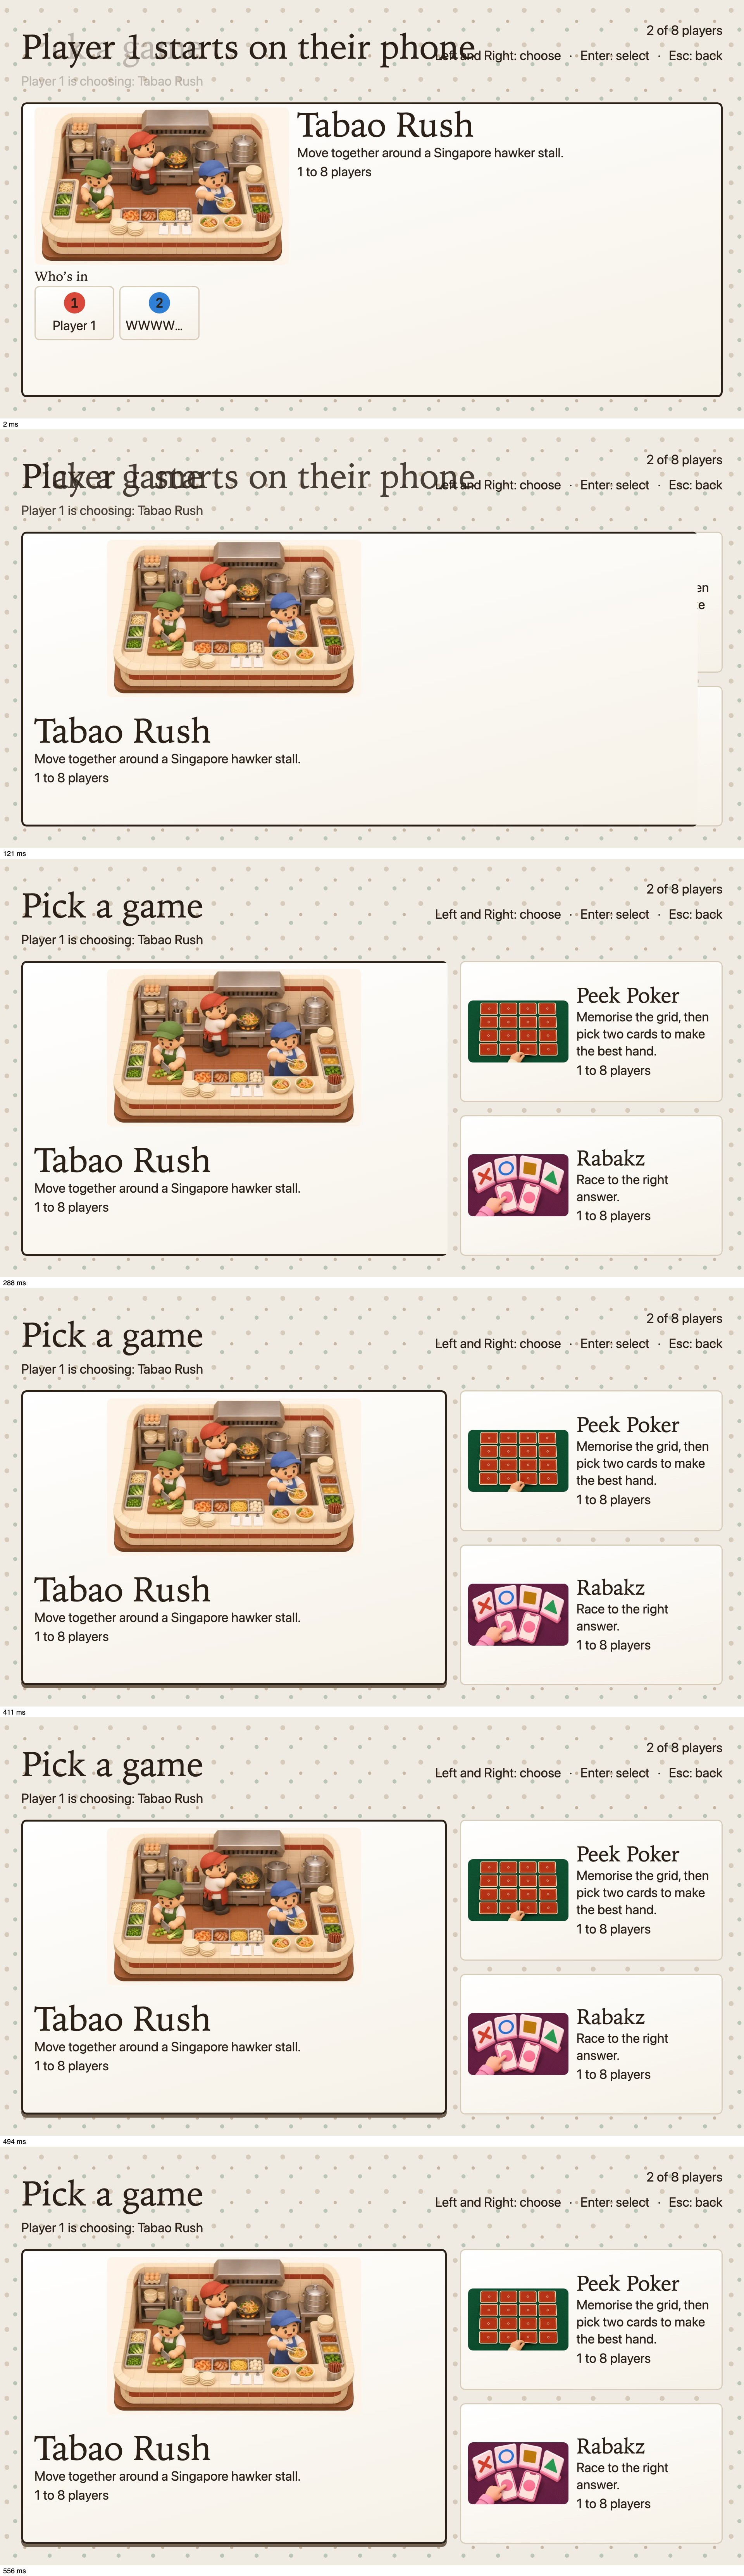 Player 1 starts on their phone
Pick a game
2 of 8 players
Left and Right: choose · Enter: select · Esc: back
Player 1 is choosing: Tabao Rush
Tabao Rush
Move together around a Singapore hawker stall.
1 to 8 players
Who's in
1
2
Player 1
WWWW...
2 ms
Player 1 starts on their phone
Pick a game
2 of 8 players
Left and Right: choose · Enter: select · Esc: back
Player 1 is choosing: Tabao Rush
Tabao Rush
Move together around a Singapore hawker stall.
1 to 8 players
121 ms
Pick a game
2 of 8 players
Left and Right: choose · Enter: select · Esc: back
Player 1 is choosing: Tabao Rush
Tabao Rush
Move together around a Singapore hawker stall.
1 to 8 players
Peek Poker
Memorise the grid, then
pick two cards to make
the best hand.
1 to 8 players
Rabakz
Race to the right
answer.
1 to 8 players
288 ms
Pick a game
2 of 8 players
Left and Right: choose · Enter: select · Esc: back
Player 1 is choosing: Tabao Rush
Tabao Rush
Move together around a Singapore hawker stall.
1 to 8 players
Peek Poker
Memorise the grid, then
pick two cards to make
the best hand.
1 to 8 players
Rabakz
Race to the right
answer.
1 to 8 players
411 ms
Pick a game
2 of 8 players
Left and Right: choose · Enter: select · Esc: back
Player 1 is choosing: Tabao Rush
Tabao Rush
Move together around a Singapore hawker stall.
1 to 8 players
Peek Poker
Memorise the grid, then
pick two cards to make
the best hand.
1 to 8 players
Rabakz
Race to the right
answer.
1 to 8 players
494 ms
Pick a game
2 of 8 players
Left and Right: choose · Enter: select · Esc: back
Player 1 is choosing: Tabao Rush
Tabao Rush
Move together around a Singapore hawker stall.
1 to 8 players
Peek Poker
Memorise the grid, then
pick two cards to make
the best hand.
1 to 8 players
Rabakz
Race to the right
answer.
1 to 8 players
556 ms